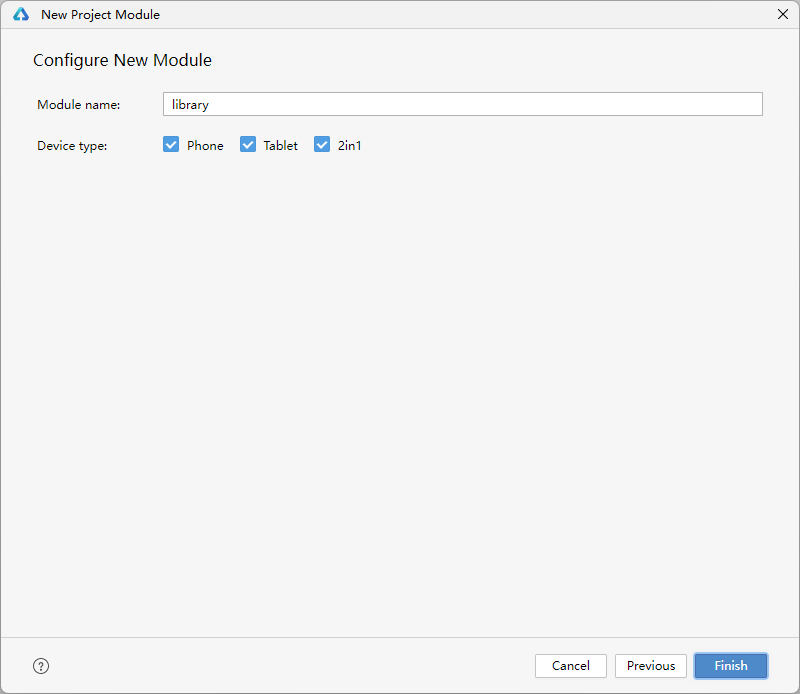 New Project Module
Configure New Module
Module name: library
Device type: Phone Tablet 2in1
? Cancel Previous Finish